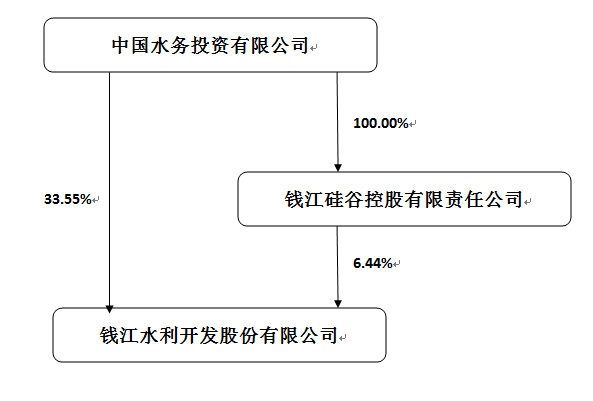 中国水务投资有限公司
100.00%
钱江硅谷控股有限责任公司
33.55%
6.44%
钱江水利开发股份有限公司